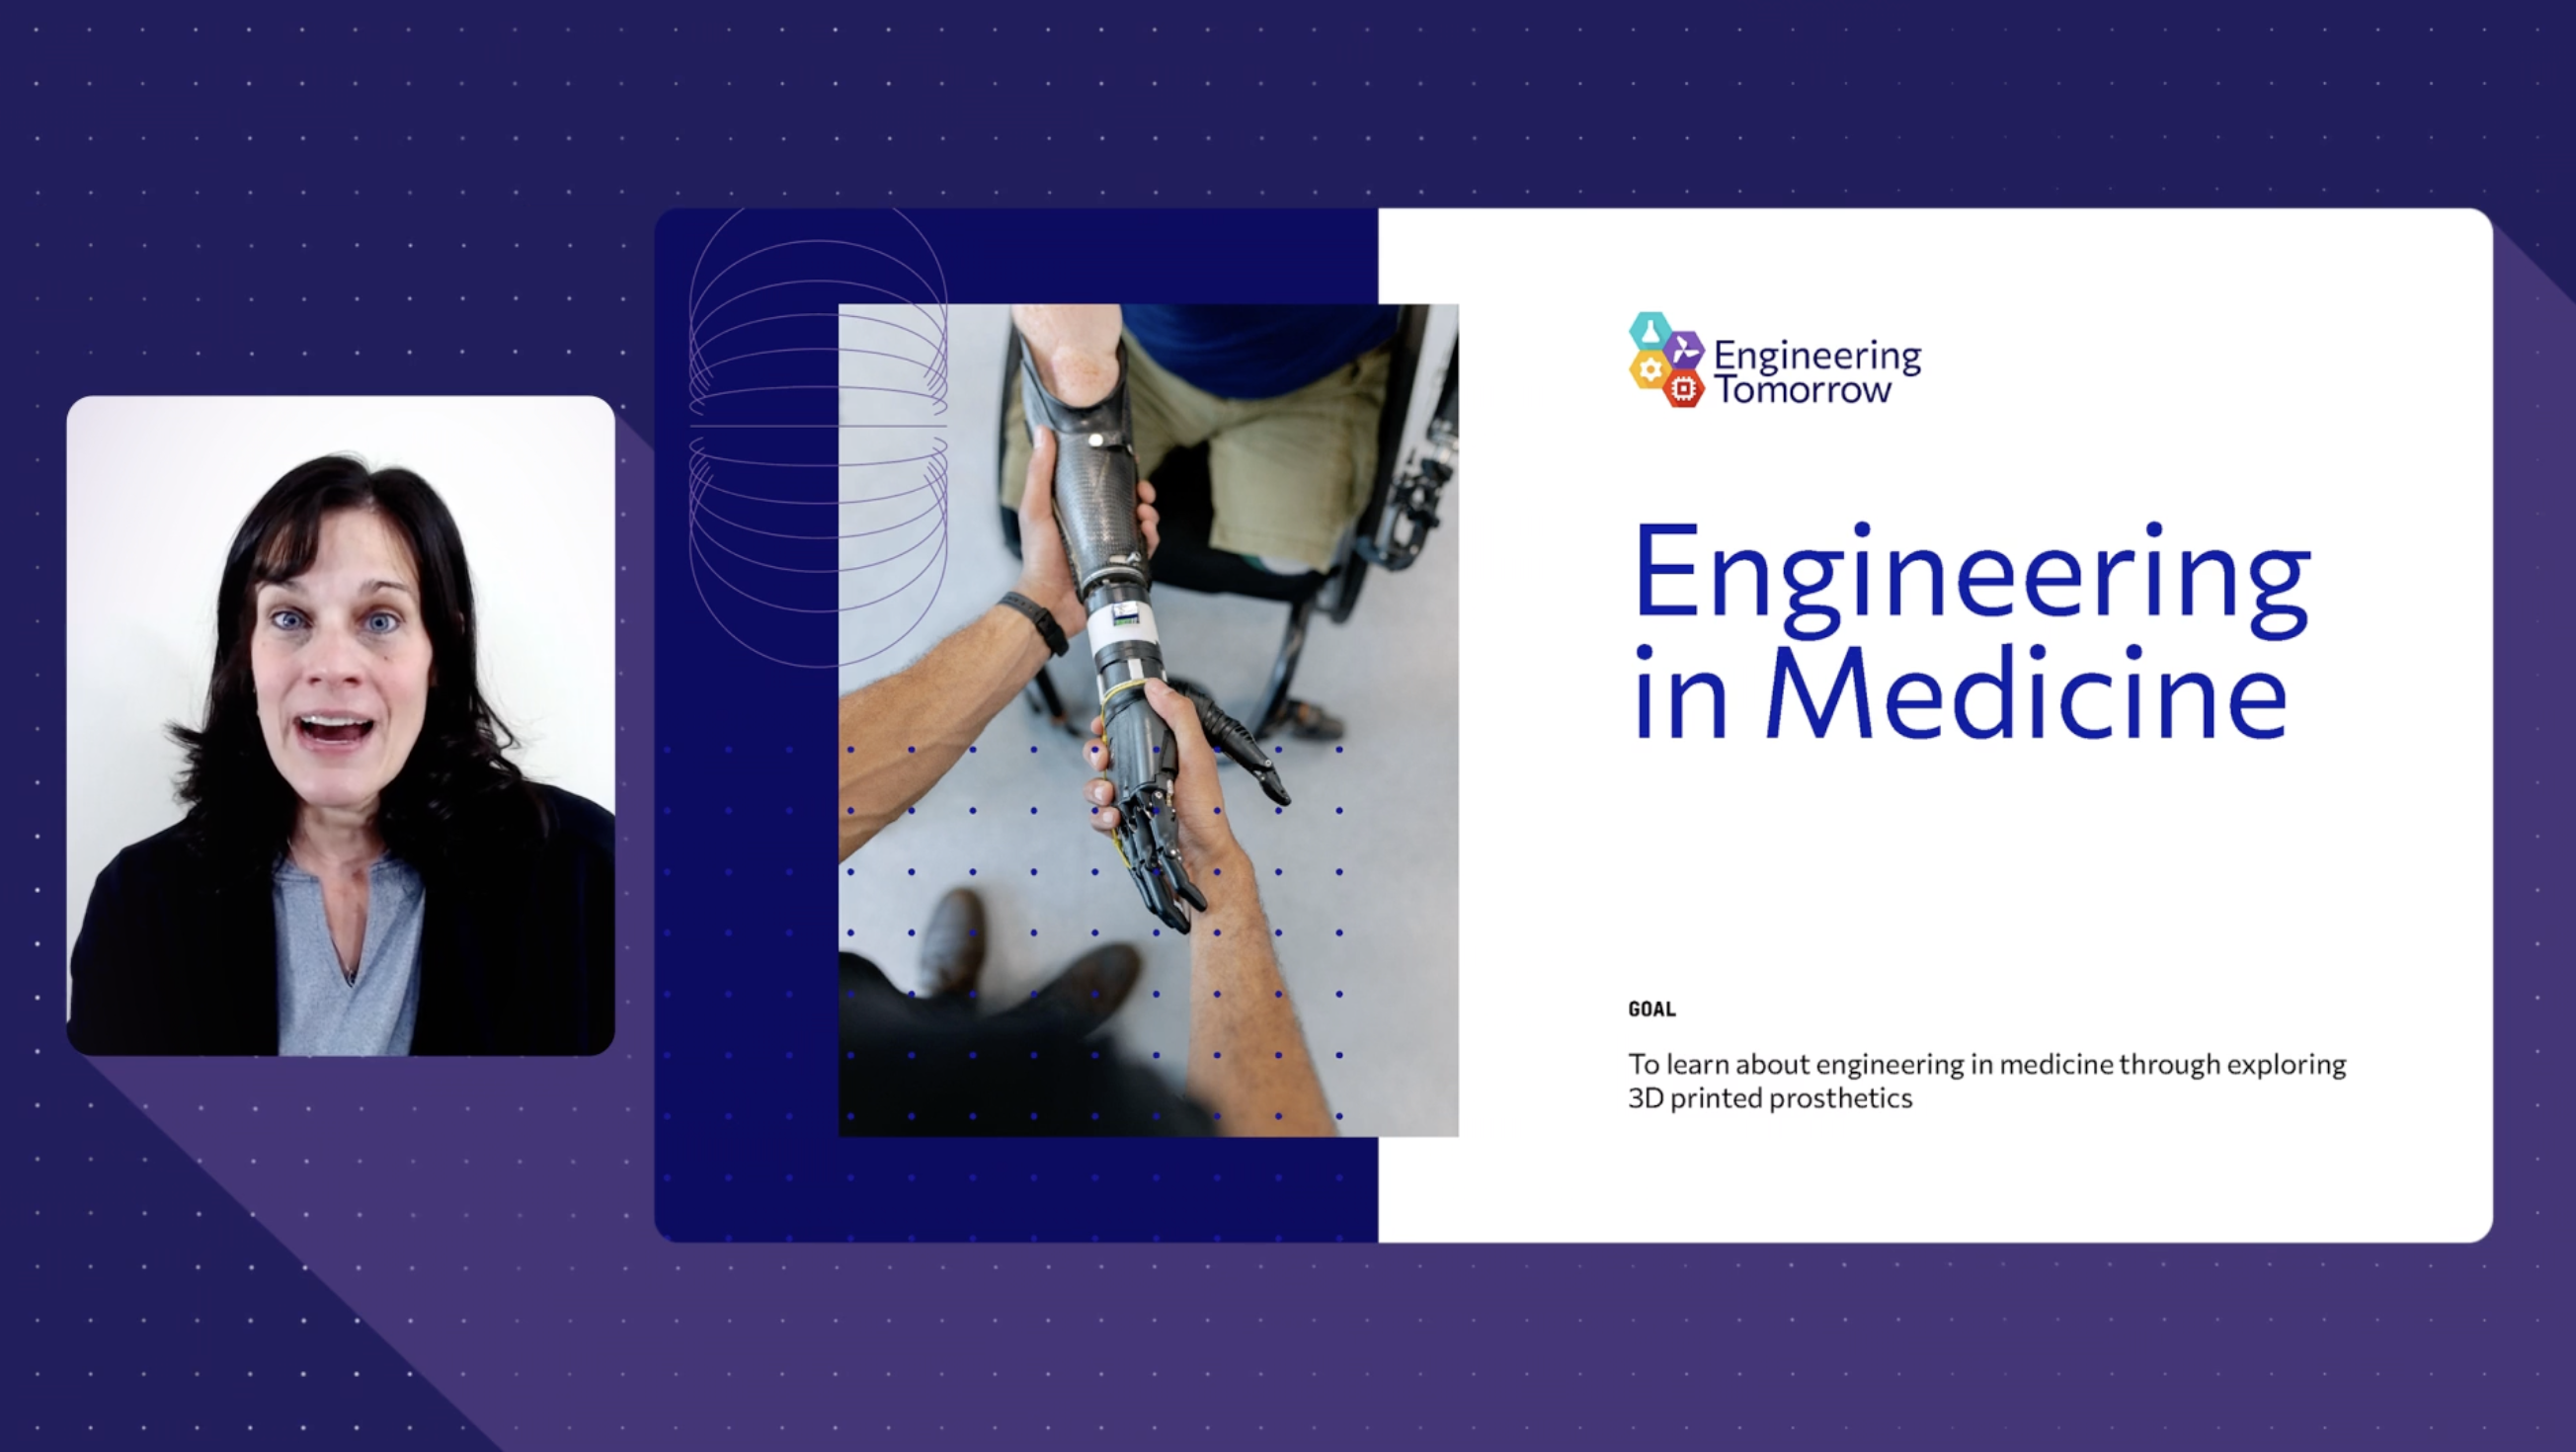 Engineering
Tomorrow
Engineering
in Medicine
GOAL
To learn about engineering in medicine through exploring
3D printed prosthetics